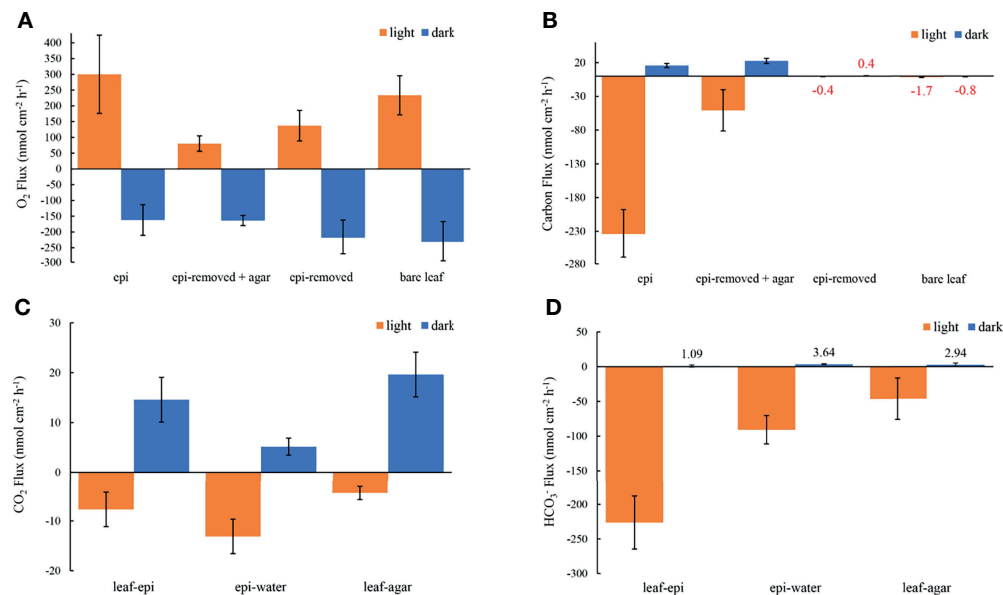 A
light dark
O2 Flux (nmol cm-2 h-1)
400
350
300
250
200
150
100
50
0
-50
-100
-150
-200
-250
-300
epi epi-removed + agar epi-removed bare leaf
B
light dark
Carbon Flux (nmol cm-2 h-1)
20
-30
-80
-130
-180
-230
-280
0.4
-0.4
-1.7 -0.8
epi epi-removed + agar epi-removed bare leaf
C
light dark
CO2 Flux (nmol cm-2 h-1)
30
20
10
0
-10
-20
leaf-epi epi-water leaf-agar
D
light dark
HCO3- Flux (nmol cm-2 h-1)
50
0
-50
-100
-150
-200
-250
-300
1.09 3.64 2.94
leaf-epi epi-water leaf-agar